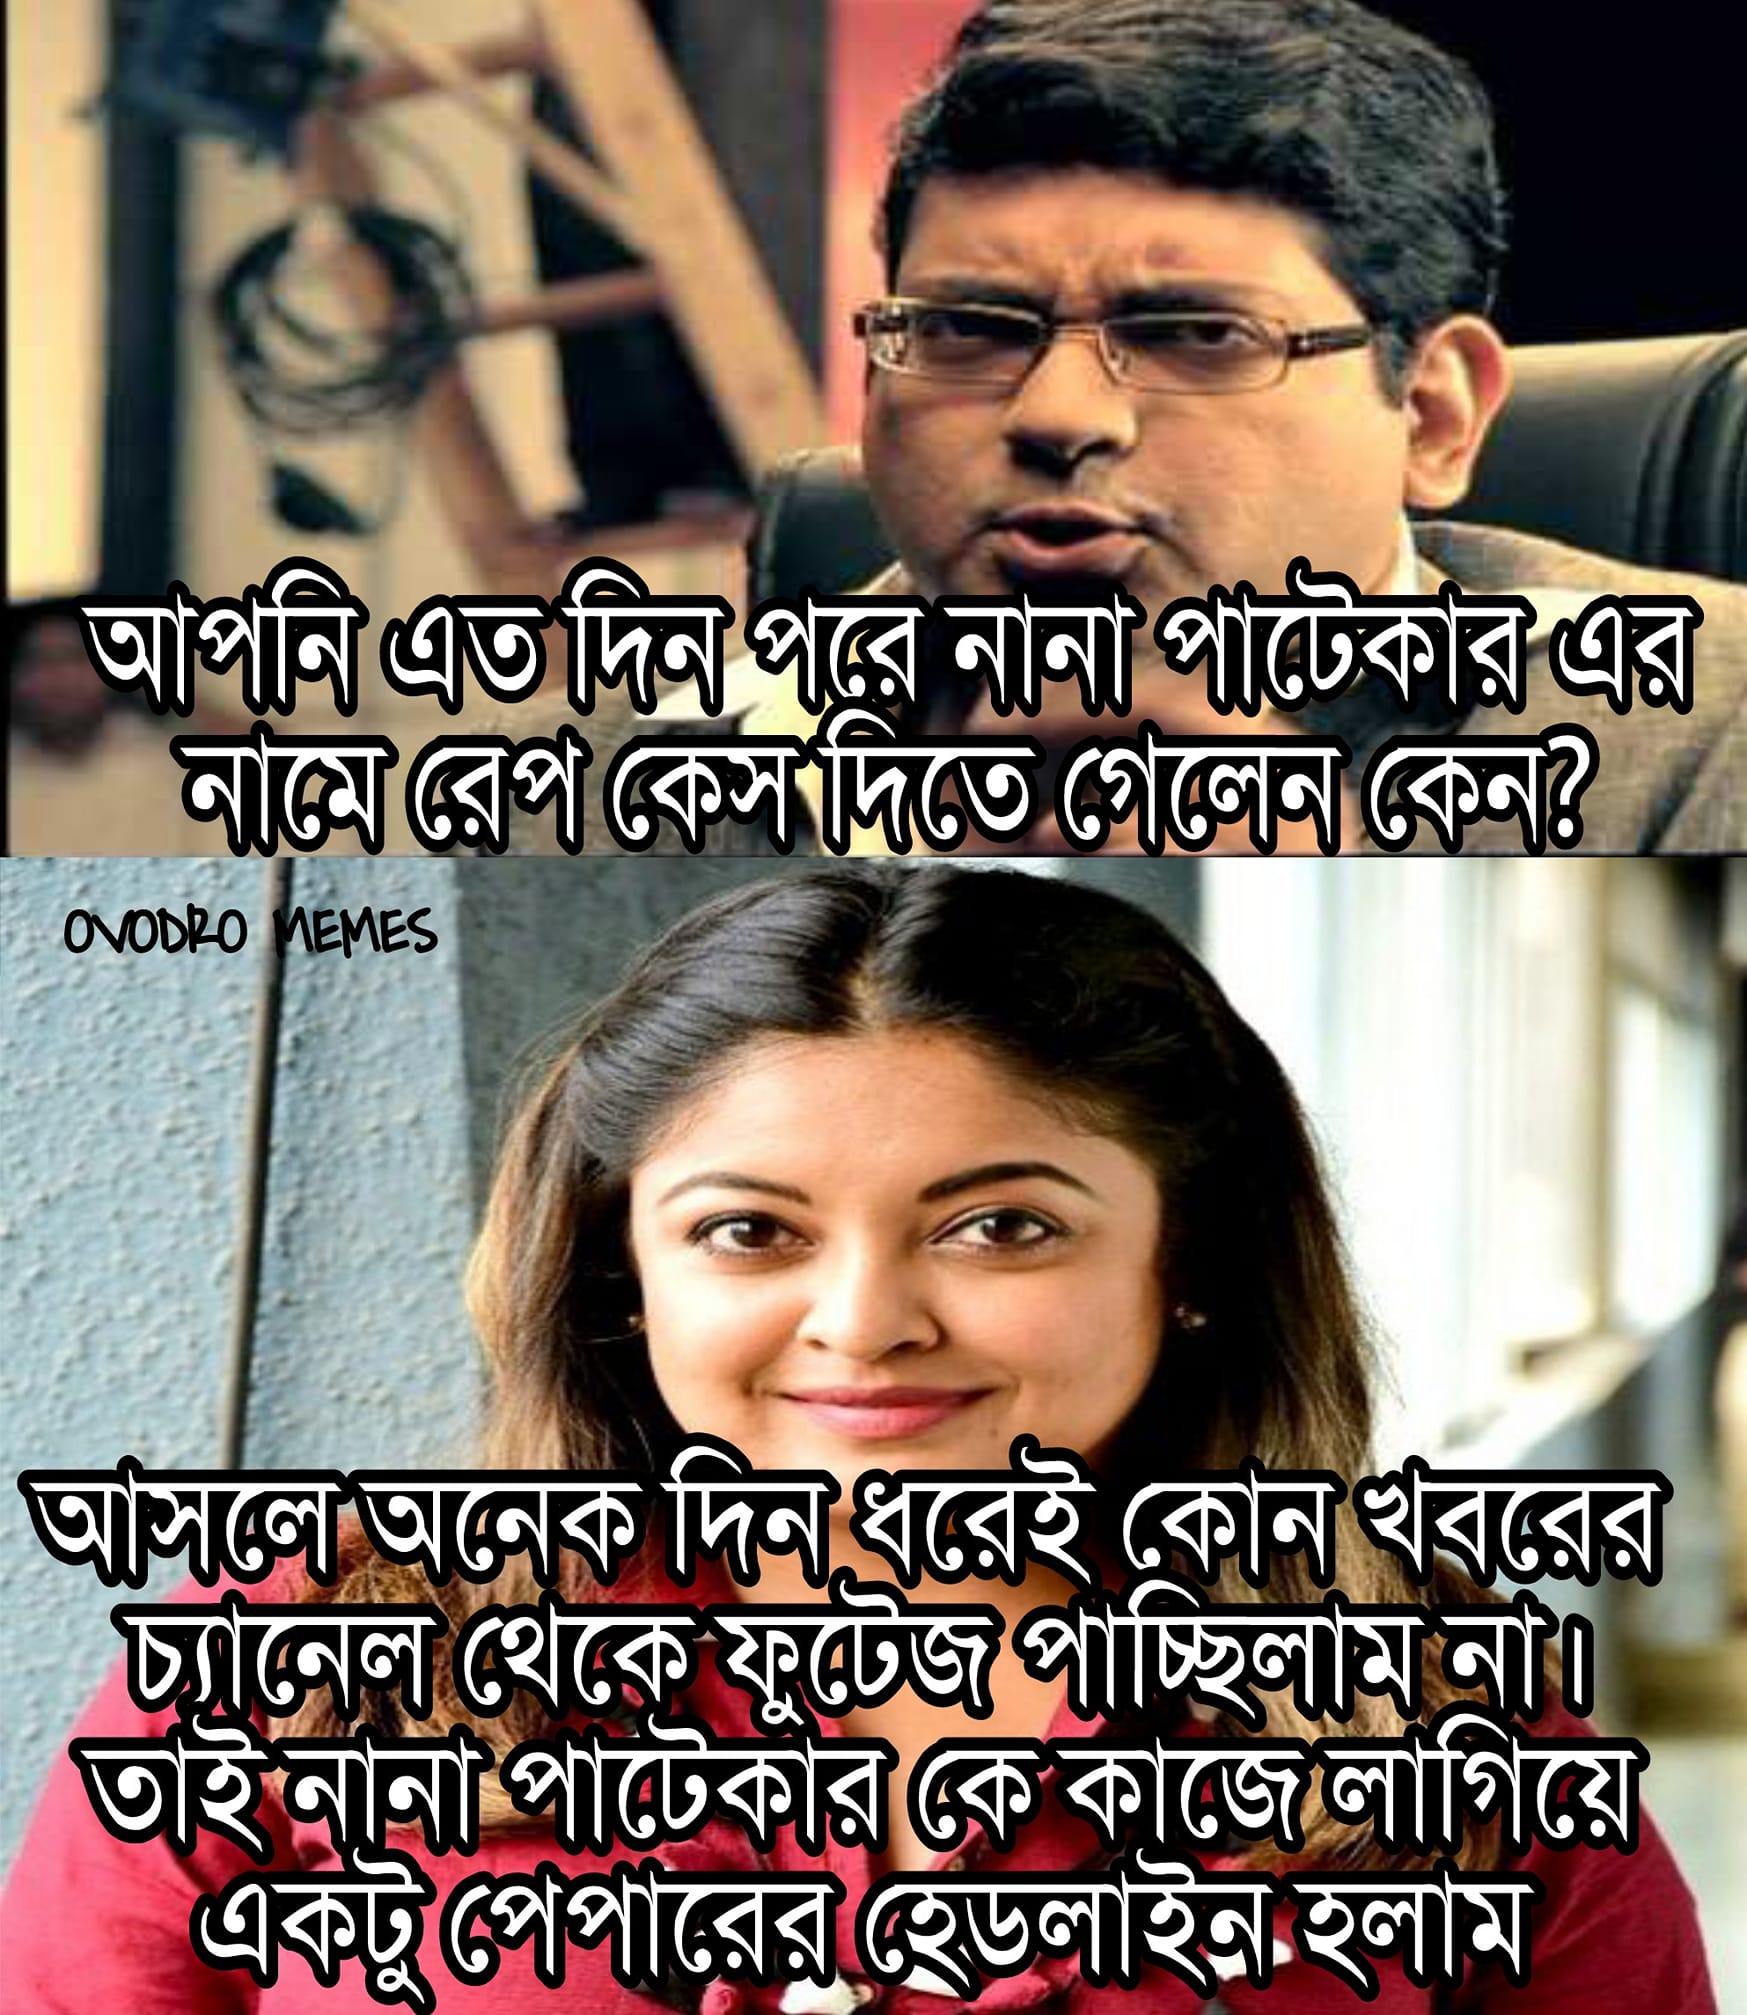 আপনি এত দিন পরে নানা পাটেকার এর
নামে রেপ কেস দিতে গেলেন কেন?
OVODRO MEMES
আসলে অনেক দিন ধরেই কোন খবরের
চ্যানেল থেকে ফুটেজ পাচ্ছিলাম না।
তাই নানা পাটেকার কে কাজে লাগিয়ে
একটু পেপারের হেডলাইন হলাম